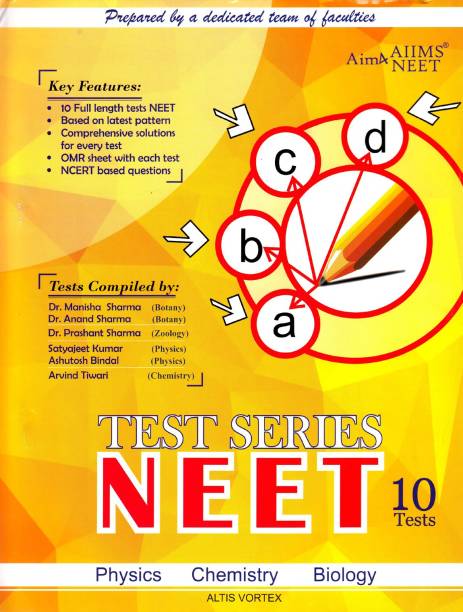 Prepared by a dedicated team of faculties
Aim4 AIIMS®
NEET
Key Features:
• 10 Full length tests NEET
• Based on latest pattern
• Comprehensive solutions
for every test
• OMR sheet with each test
• NCERT based questions
c
d
b
a
Tests Compiled by:
Dr. Manisha Sharma (Botany)
Dr. Anand Sharma (Botany)
Dr. Prashant Sharma (Zoology)
Satyajeet Kumar (Physics)
Ashutosh Bindal (Physics)
Arvind Tiwari (Chemistry)
TEST SERIES
NEET
10
Tests
Physics Chemistry Biology
ALTIS VORTEX